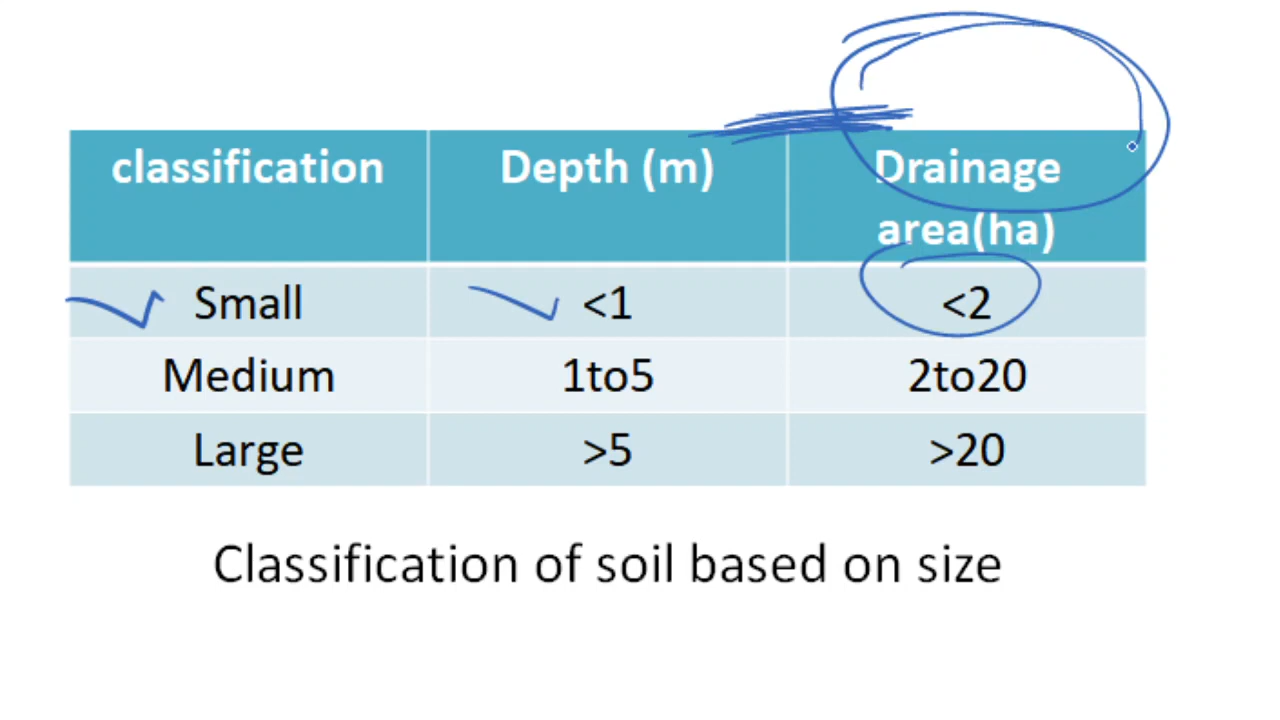 classification Depth (m) Drainage
area(ha)
Small <1 <2
Medium 1to5 2to20
Large >5 >20
Classification of soil based on size